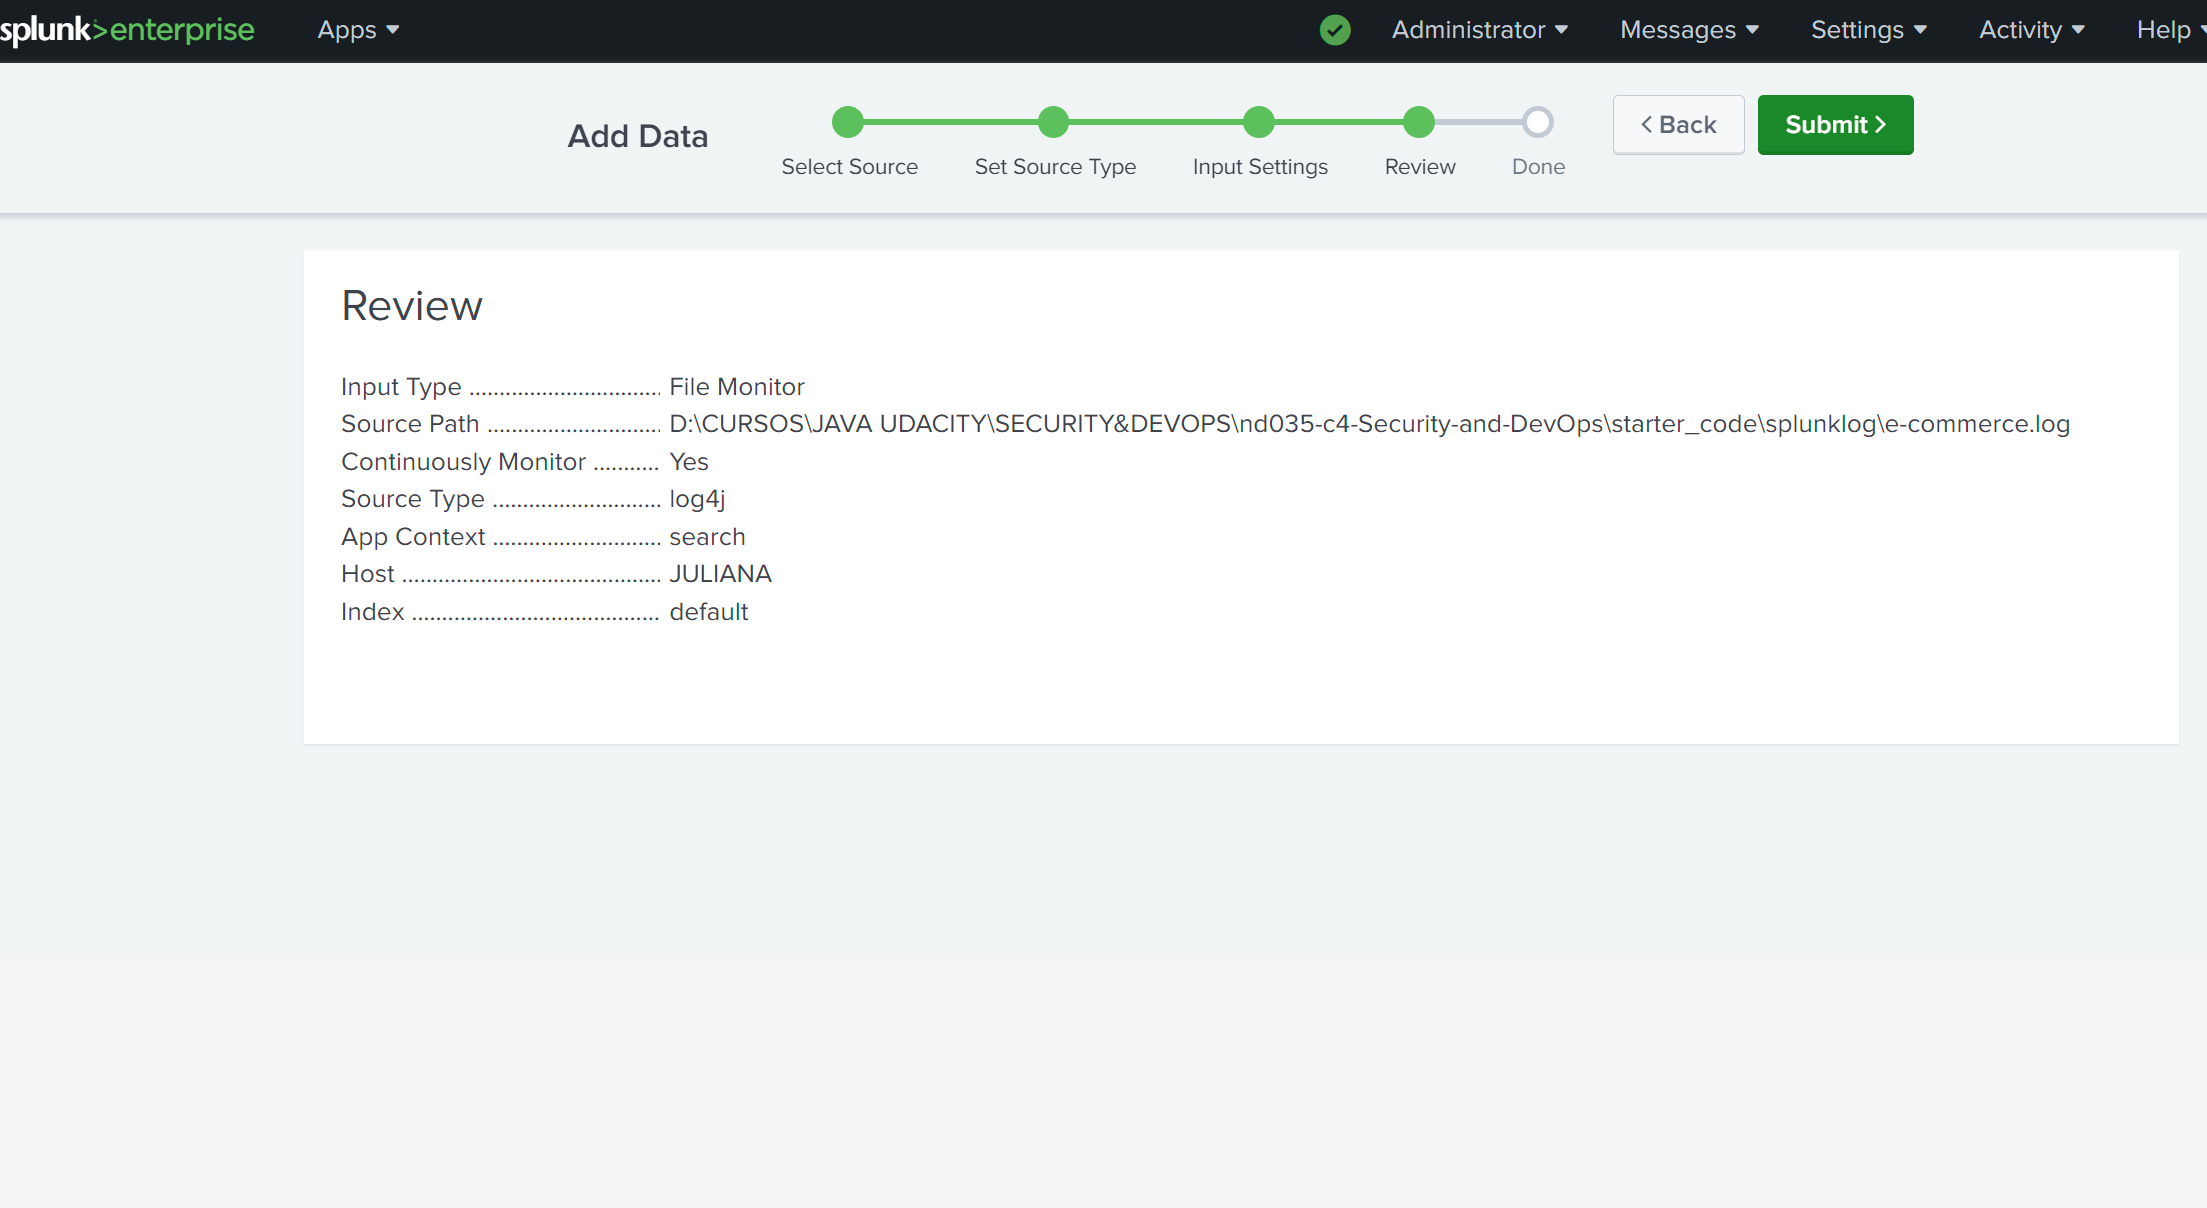 splunk>enterprise Apps Administrator Messages Settings Activity Help
Add Data
Select Source Set Source Type Input Settings Review Done
< Back Submit >
Review
Input Type ................................ File Monitor
Source Path ............................. D:\CURSOS\JAVA UDACITY\SECURITY&DEVOPS\nd035-c4-Security-and-DevOps\starter_code\splunklog\e-commerce.log
Continuously Monitor ........... Yes
Source Type ............................ log4j
App Context ............................ search
Host ........................................... JULIANA
Index ......................................... default